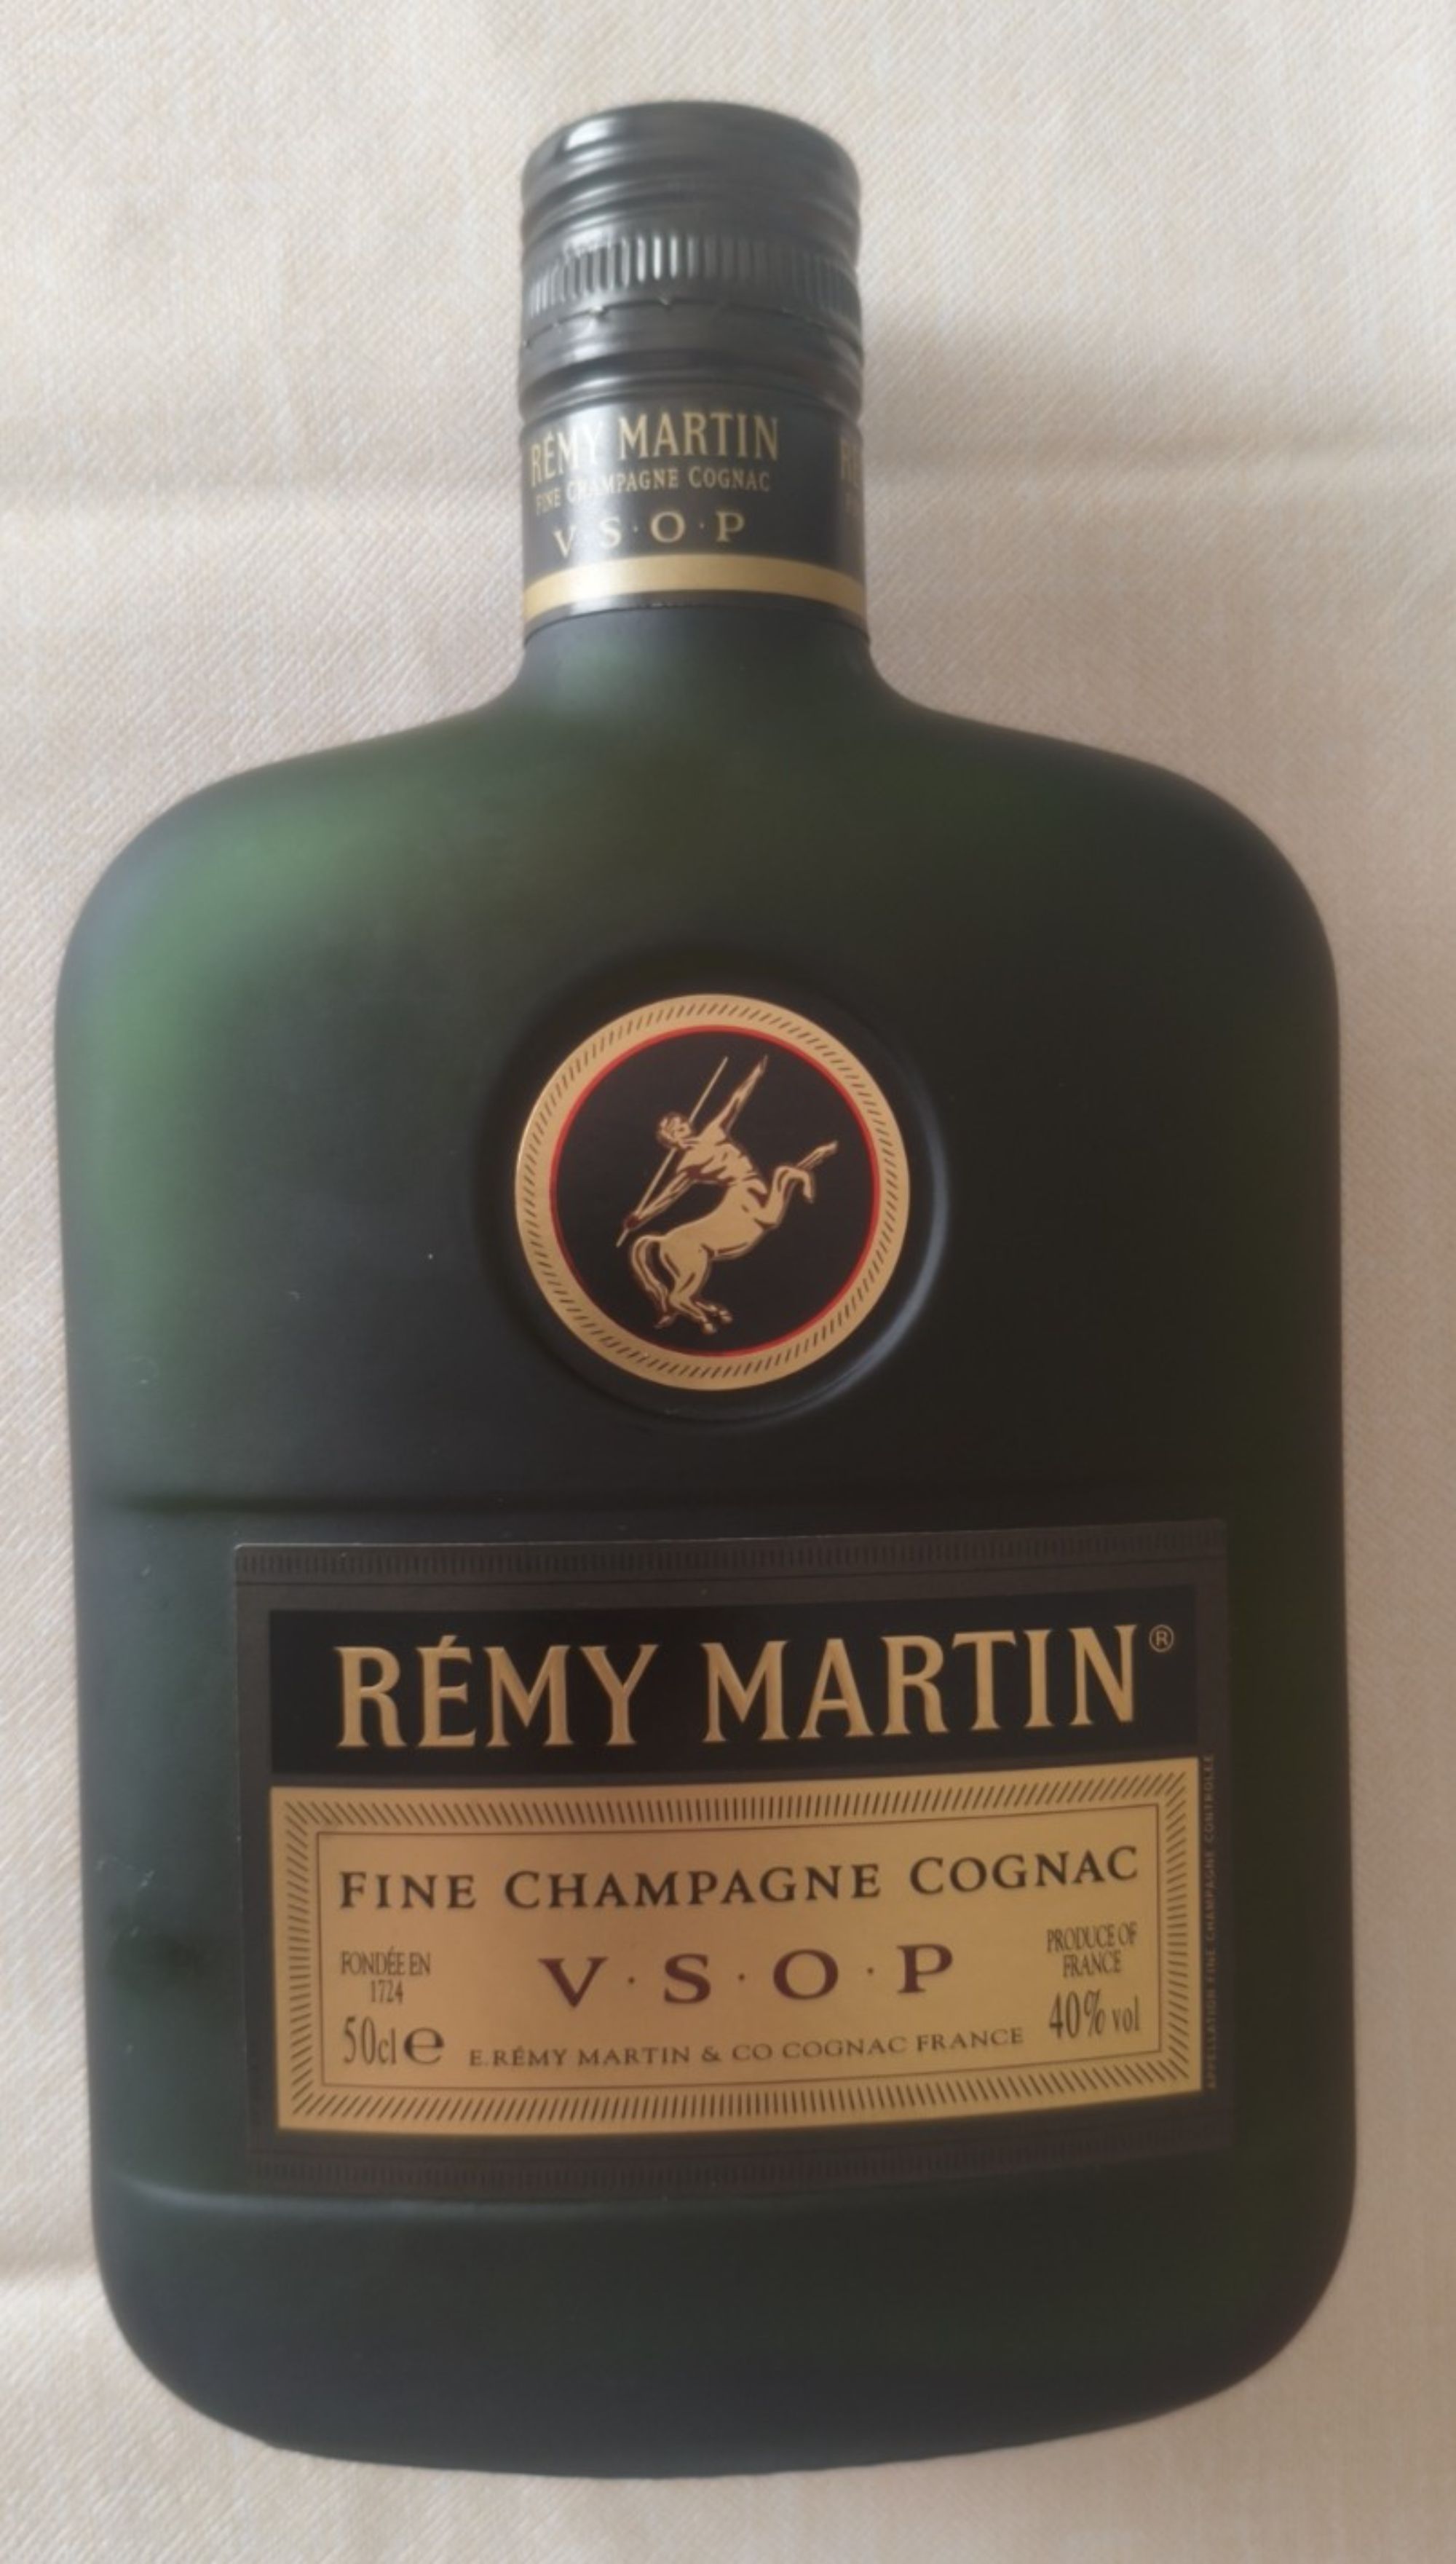 RÉMY MARTIN
FINE CHAMPAGNE COGNAC
V·S·O·P
RÉMY MARTIN®
FINE CHAMPAGNE COGNAC
FONDÉE EN
1724
V·S·O·P
PRODUCE OF
FRANCE
50cl e
E. RÉMY MARTIN & CO COGNAC FRANCE
40% vol
APPELLATION FINE CHAMPAGNE CONTROLÉE